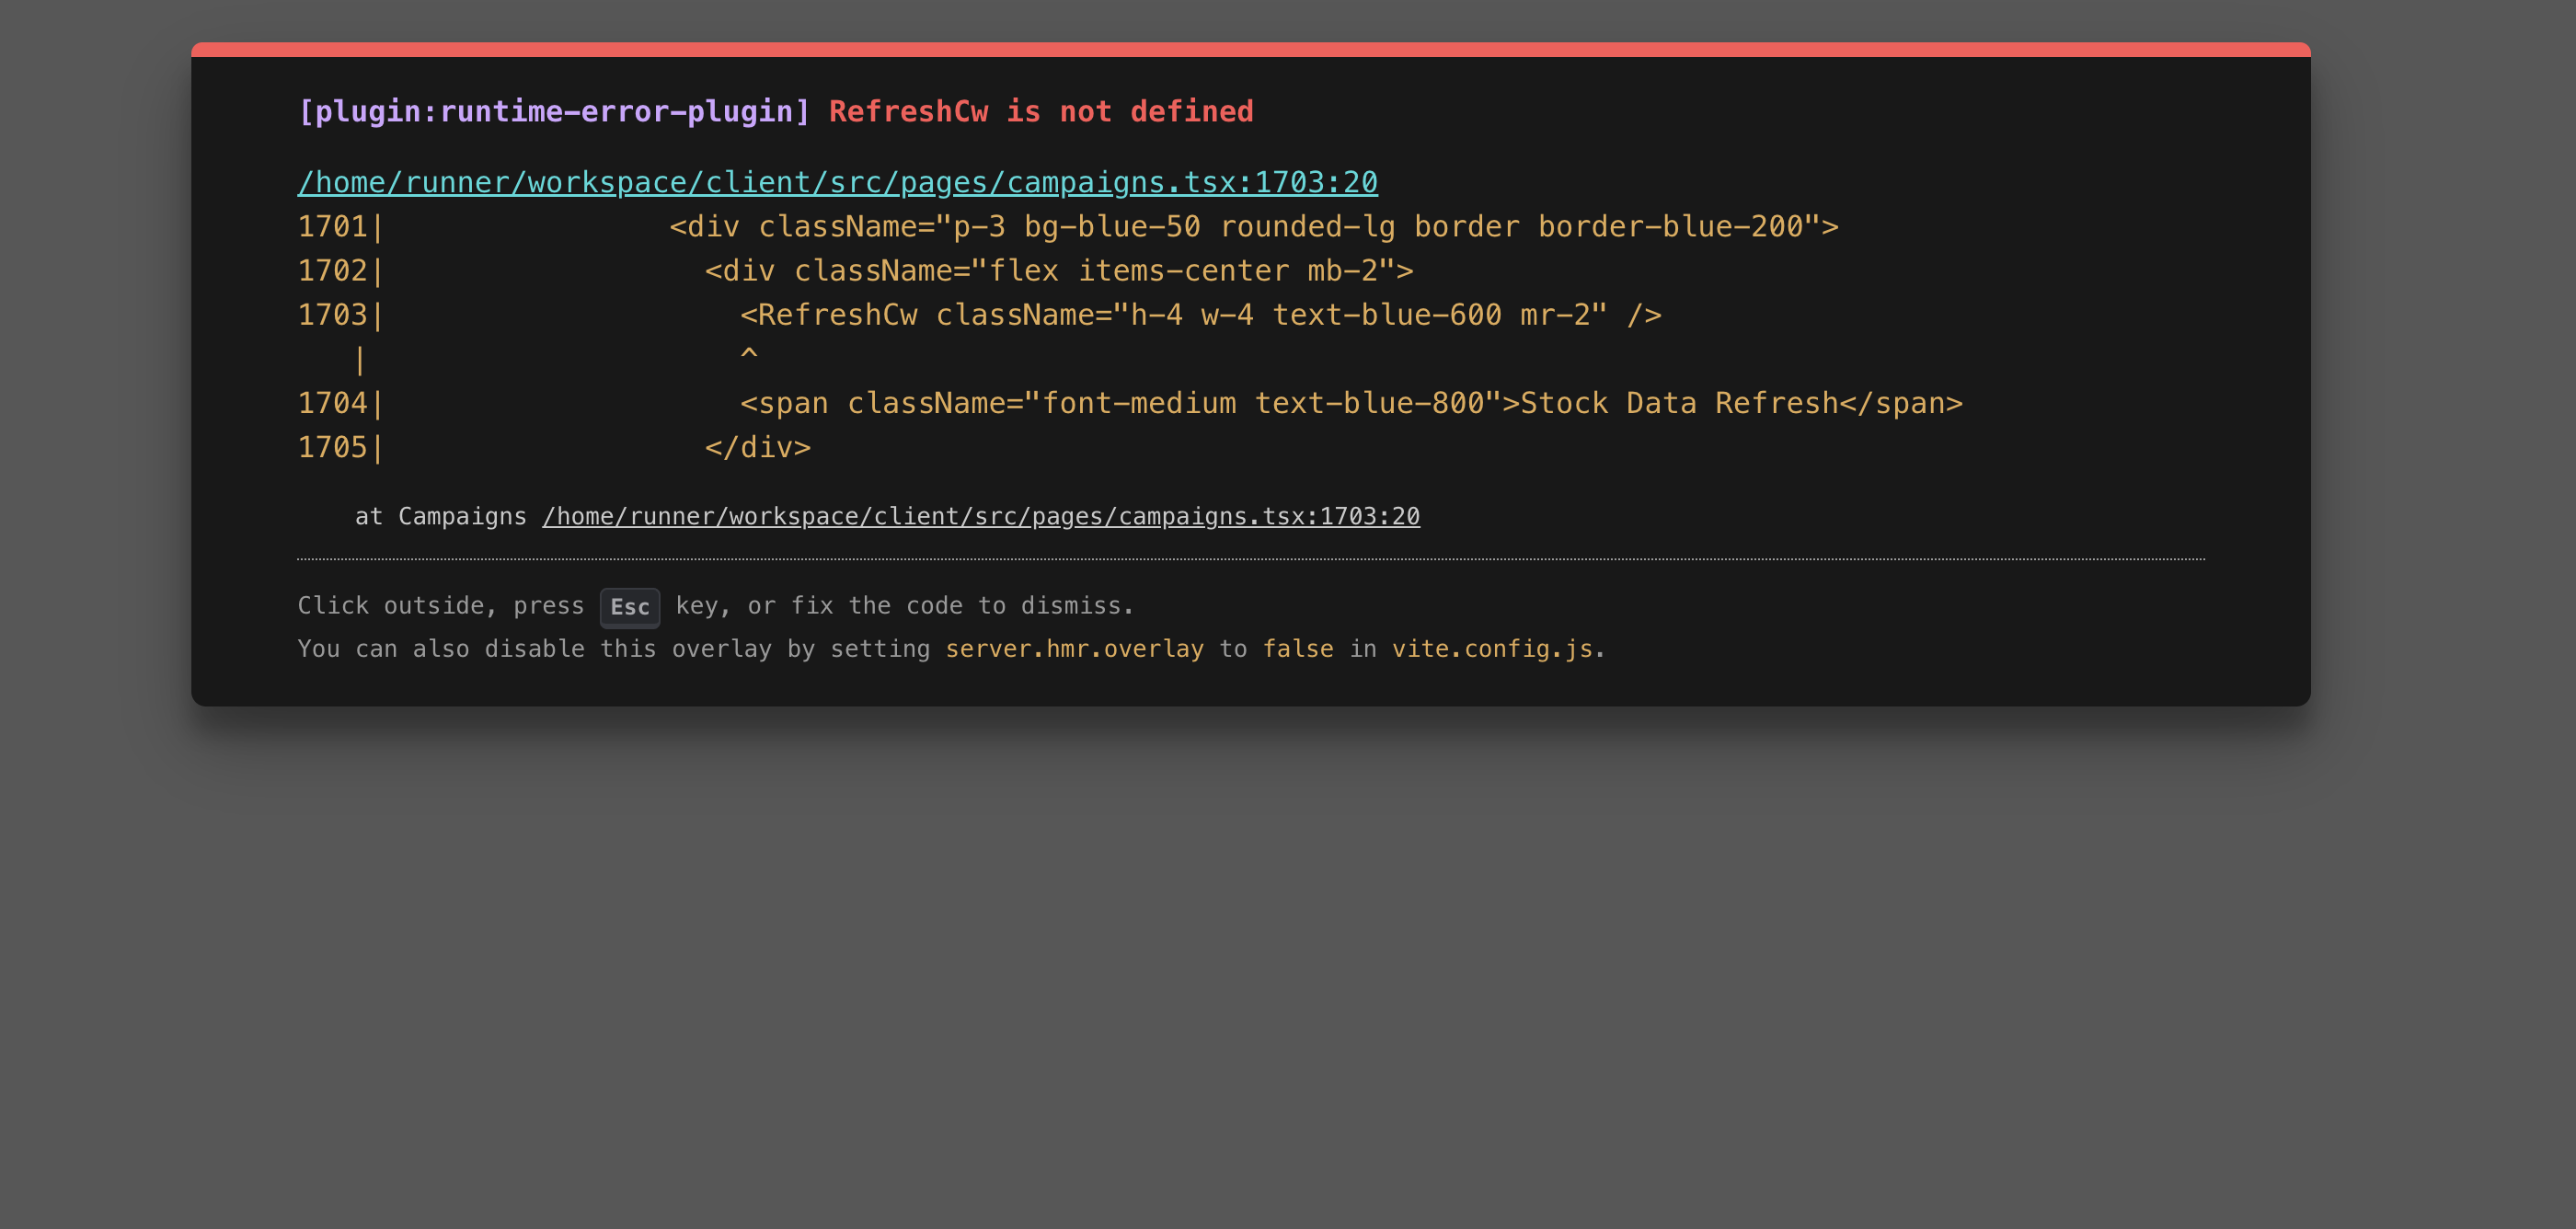 [plugin:runtime-error-plugin] RefreshCw is not defined
/home/runner/workspace/client/src/pages/campaigns.tsx:1703:20
1701|                <div className="p-3 bg-blue-50 rounded-lg border border-blue-200">
1702|                  <div className="flex items-center mb-2">
1703|                    <RefreshCw className="h-4 w-4 text-blue-600 mr-2" />
   |                    ^
1704|                    <span className="font-medium text-blue-800">Stock Data Refresh</span>
1705|                  </div>
at Campaigns /home/runner/workspace/client/src/pages/campaigns.tsx:1703:20
Click outside, press Esc key, or fix the code to dismiss.
You can also disable this overlay by setting server.hmr.overlay to false in vite.config.js.